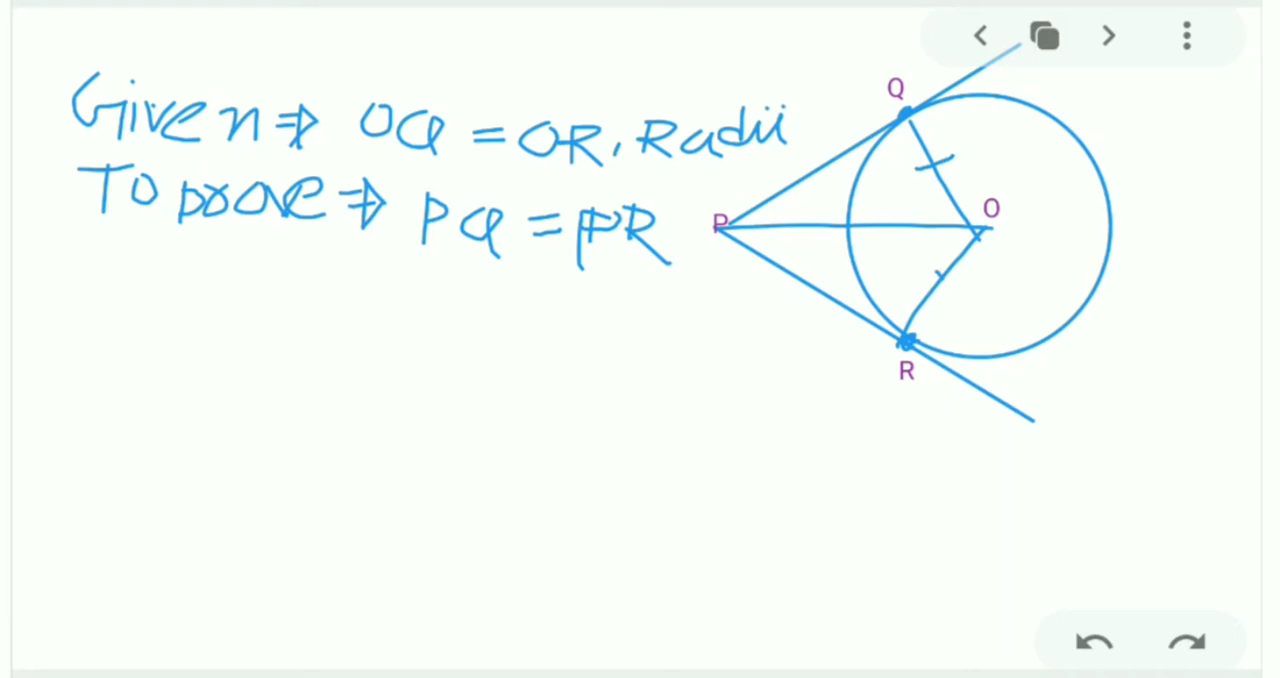 Given ⇒ OQ = OR, Radii
To prove ⇒ PQ = PR
Q
P
O
R